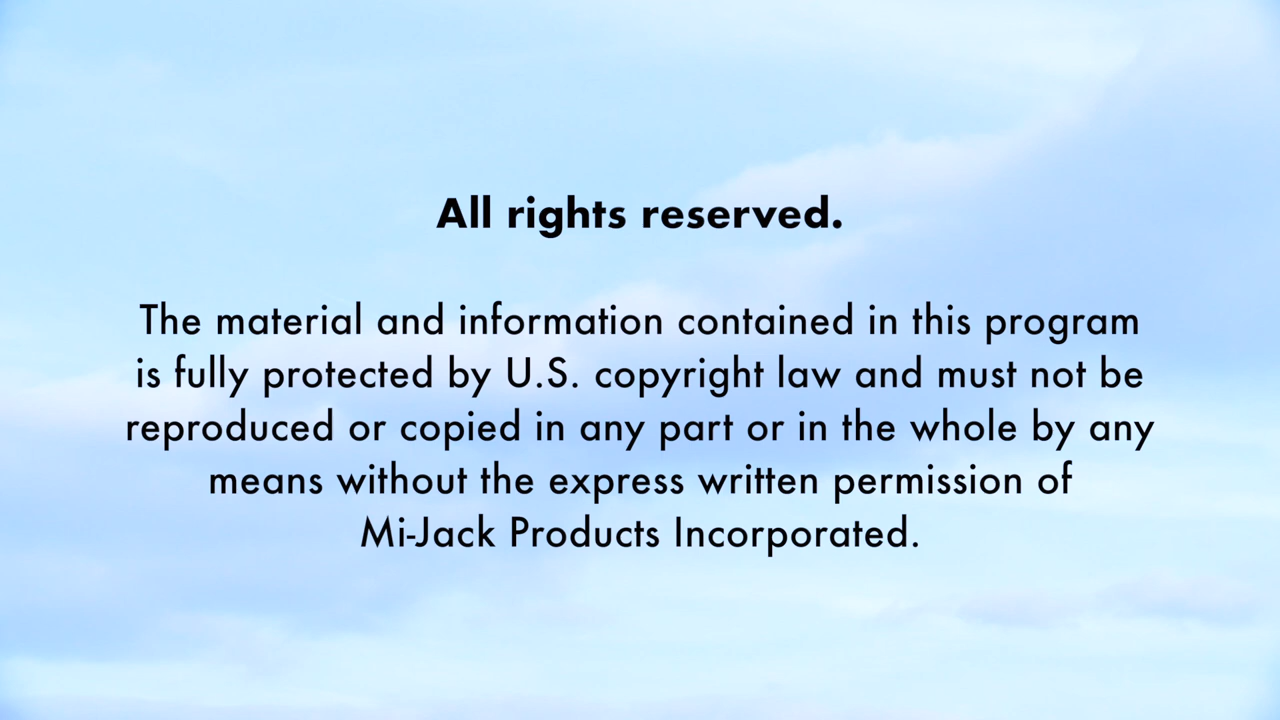 All rights reserved.
The material and information contained in this program
is fully protected by U.S. copyright law and must not be
reproduced or copied in any part or in the whole by any
means without the express written permission of
Mi-Jack Products Incorporated.